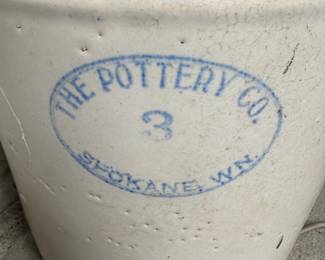 THE POTTERY CO.
3
SPOKANE, WN.